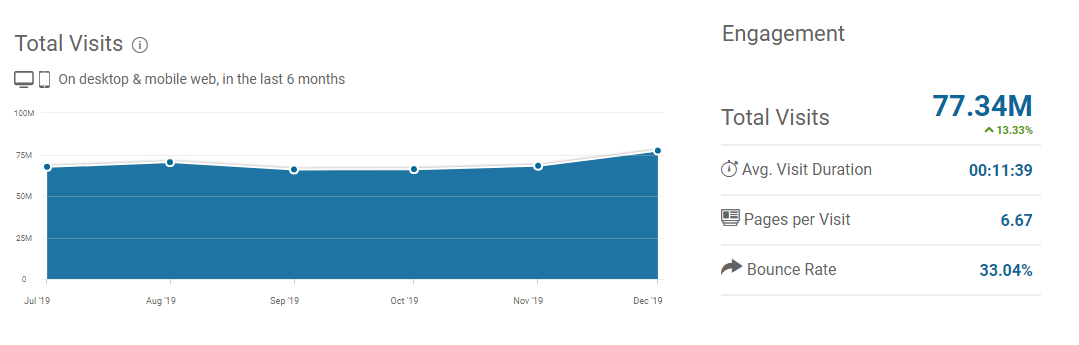 Total Visits
On desktop & mobile web, in the last 6 months
100M
75M
50M
25M
0
Jul '19
Aug '19
Sep '19
Oct '19
Nov '19
Dec '19
Engagement
Total Visits
77.34M
13.33%
Avg. Visit Duration
00:11:39
Pages per Visit
6.67
Bounce Rate
33.04%